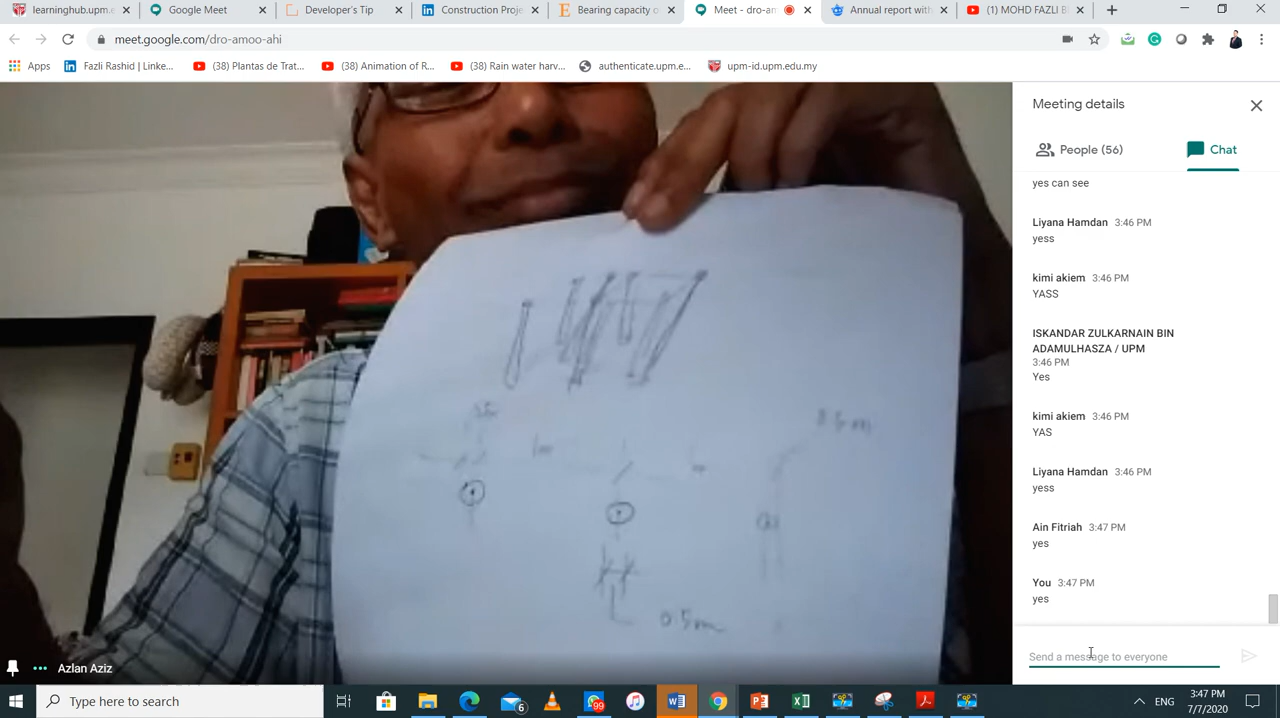 learninghub.upm.e
Google Meet
Developer's Tip
Construction Proje
Bearing capacity o
Meet - dro-am
Annual report with
(1) MOHD FAZLI B
meet.google.com/dro-amoo-ahi
Apps
Fazli Rashid | Linke...
(38) Plantas de Trat...
(38) Animation of R...
(38) Rain water harv...
authenticate.upm.e...
upm-id.upm.edu.my
Meeting details
People (56)
Chat
yes can see
Liyana Hamdan 3:46 PM
yess
kimi akiem 3:46 PM
YASS
ISKANDAR ZULKARNAIN BIN
ADAMULHASZA / UPM
3:46 PM
Yes
kimi akiem 3:46 PM
YAS
Liyana Hamdan 3:46 PM
yess
Ain Fitriah 3:47 PM
yes
You 3:47 PM
yes
Send a message to everyone
0.5m
Azlan Aziz
Type here to search
6
99
ENG
3:47 PM
7/7/2020